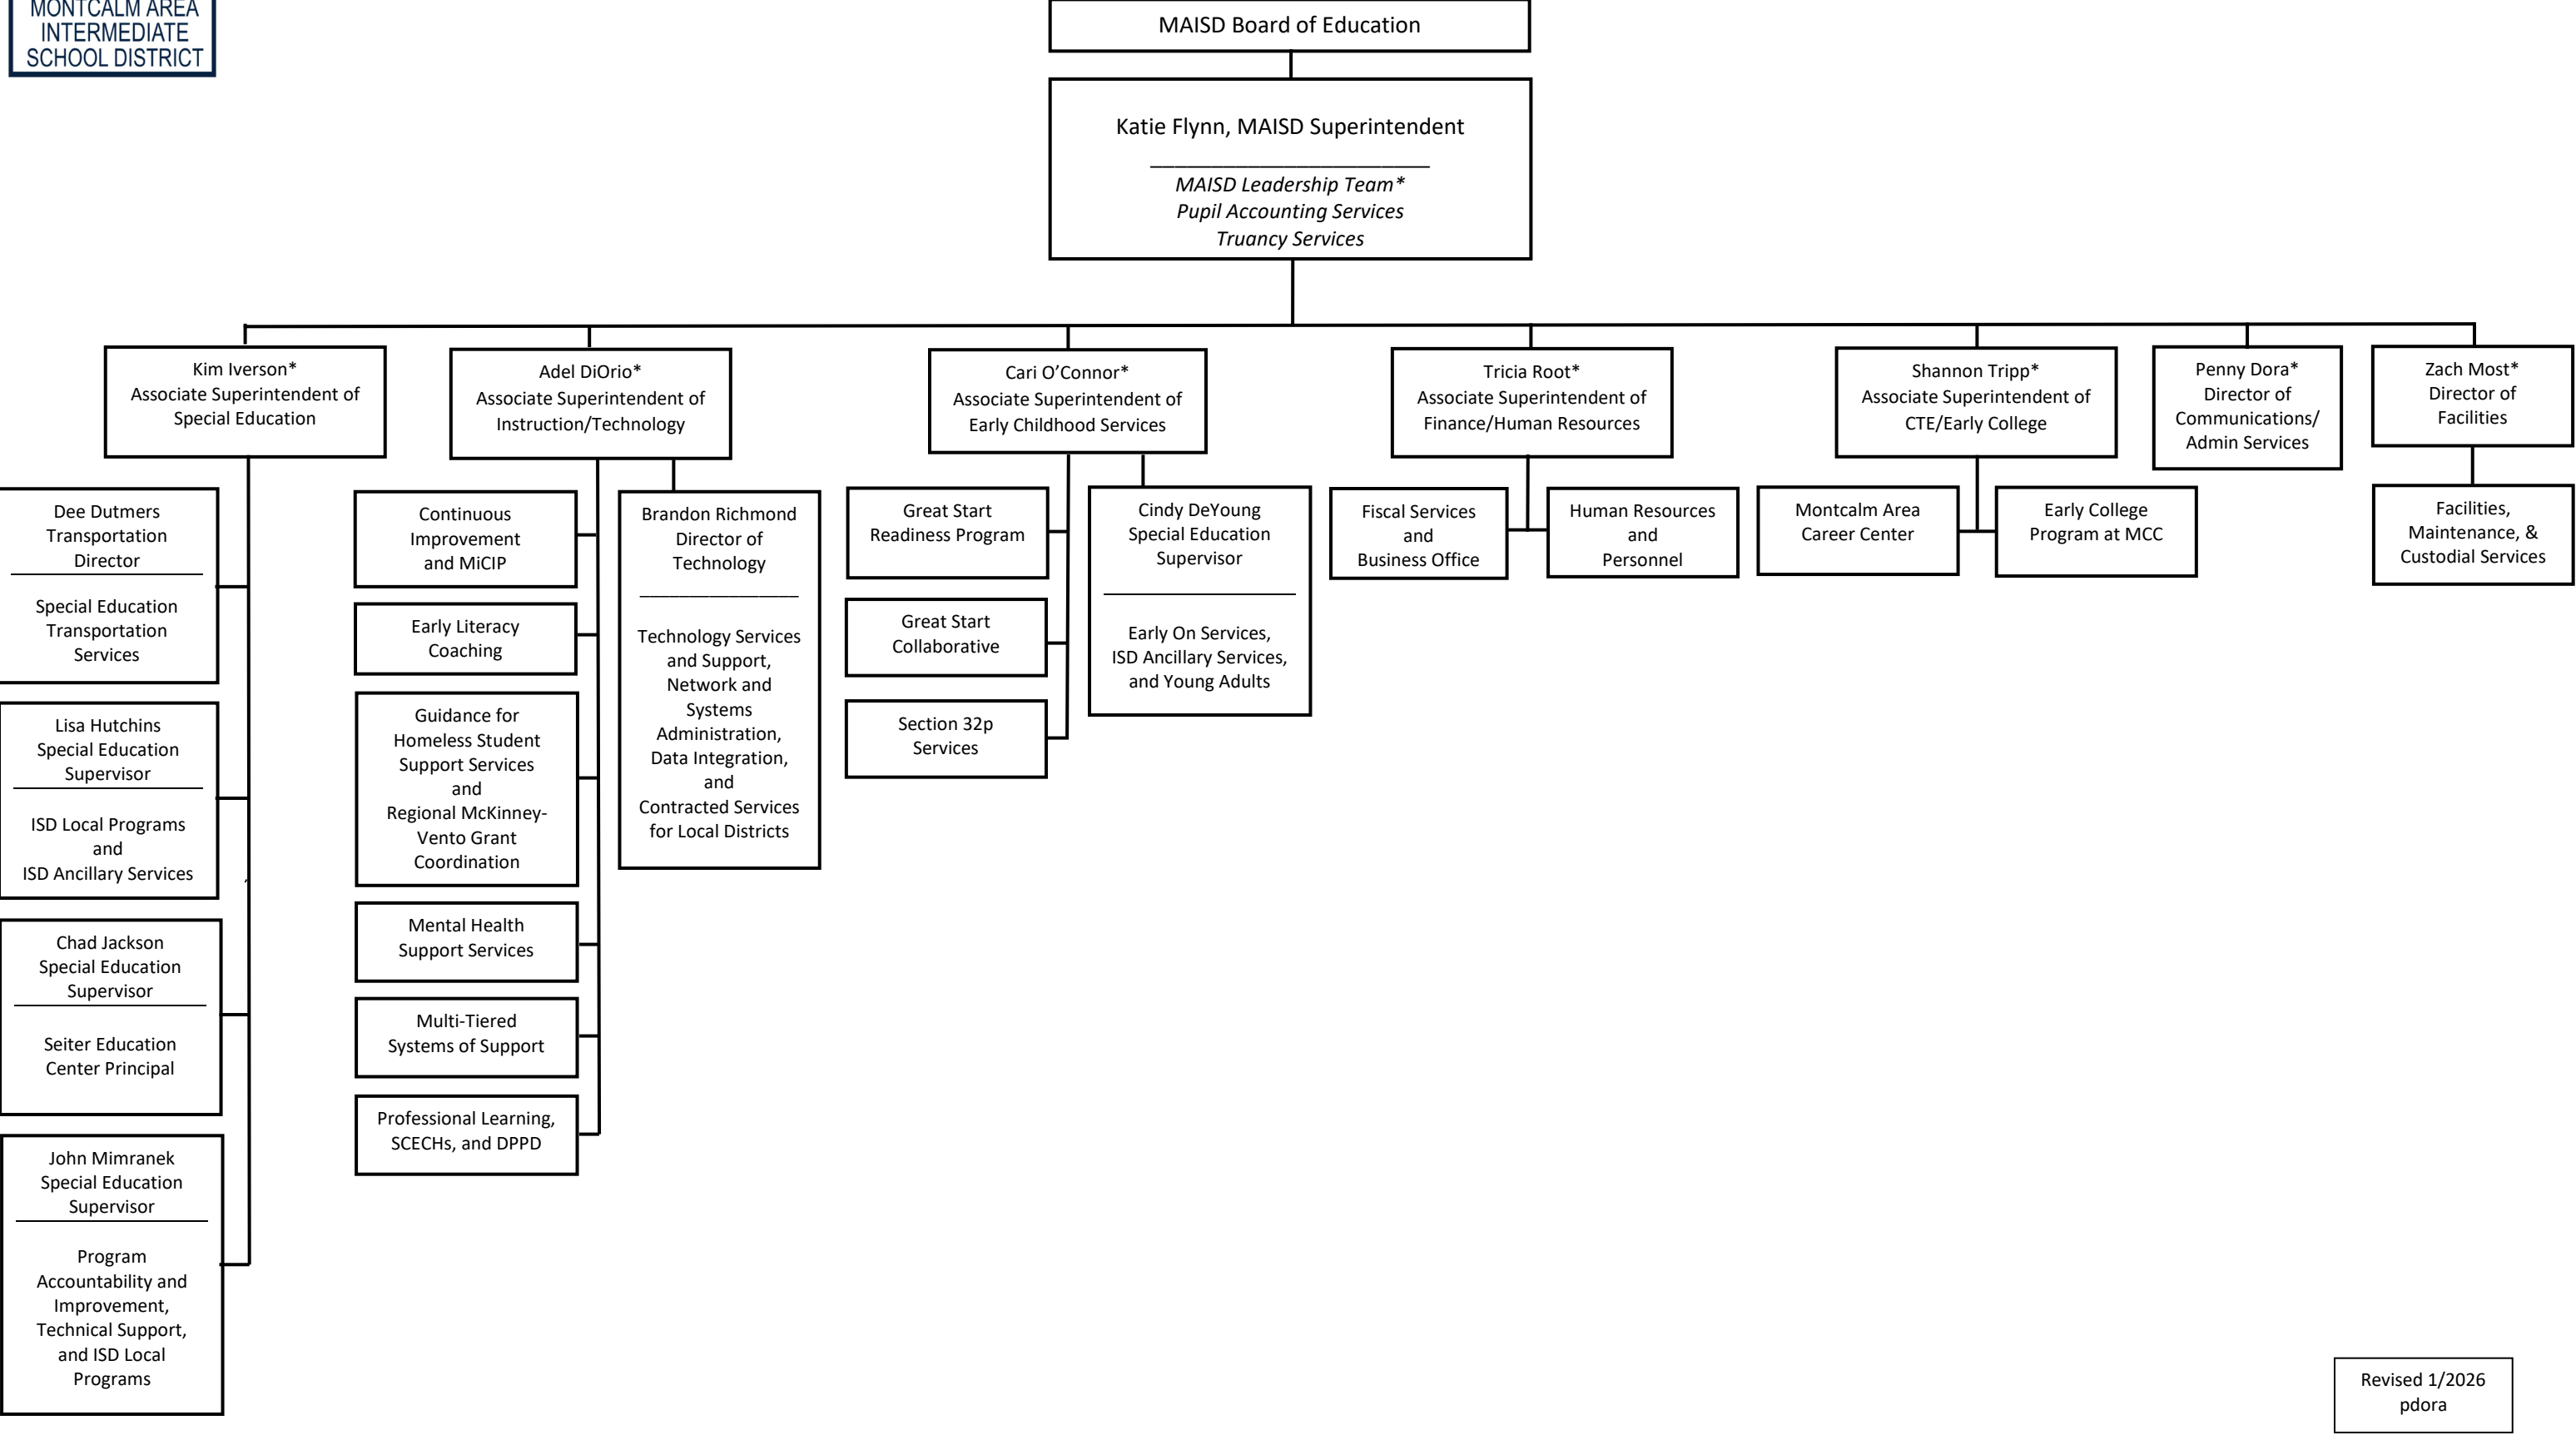 MONTCALM AREA
INTERMEDIATE
SCHOOL DISTRICT
MAISD Board of Education
Katie Flynn, MAISD Superintendent
MAISD Leadership Team*
Pupil Accounting Services
Truancy Services
Kim Iverson*
Associate Superintendent of
Special Education
Adel DiOrio*
Associate Superintendent of
Instruction/Technology
Cari O’Connor*
Associate Superintendent of
Early Childhood Services
Tricia Root*
Associate Superintendent of
Finance/Human Resources
Shannon Tripp*
Associate Superintendent of
CTE/Early College
Penny Dora*
Director of
Communications/
Admin Services
Zach Most*
Director of
Facilities
Dee Dutmers
Transportation
Director
Special Education
Transportation
Services
Lisa Hutchins
Special Education
Supervisor
ISD Local Programs
and
ISD Ancillary Services
Chad Jackson
Special Education
Supervisor
Seiter Education
Center Principal
John Mimranek
Special Education
Supervisor
Program
Accountability and
Improvement,
Technical Support,
and ISD Local
Programs
Continuous
Improvement
and MiCIP
Early Literacy
Coaching
Guidance for
Homeless Student
Support Services
and
Regional McKinney-
Vento Grant
Coordination
Mental Health
Support Services
Multi-Tiered
Systems of Support
Professional Learning,
SCECHs, and DPPD
Brandon Richmond
Director of
Technology
Technology Services
and Support,
Network and
Systems
Administration,
Data Integration,
and
Contracted Services
for Local Districts
Great Start
Readiness Program
Great Start
Collaborative
Section 32p
Services
Cindy DeYoung
Special Education
Supervisor
Early On Services,
ISD Ancillary Services,
and Young Adults
Fiscal Services
and
Business Office
Human Resources
and
Personnel
Montcalm Area
Career Center
Early College
Program at MCC
Facilities,
Maintenance, &
Custodial Services
Revised 1/2026
pdora